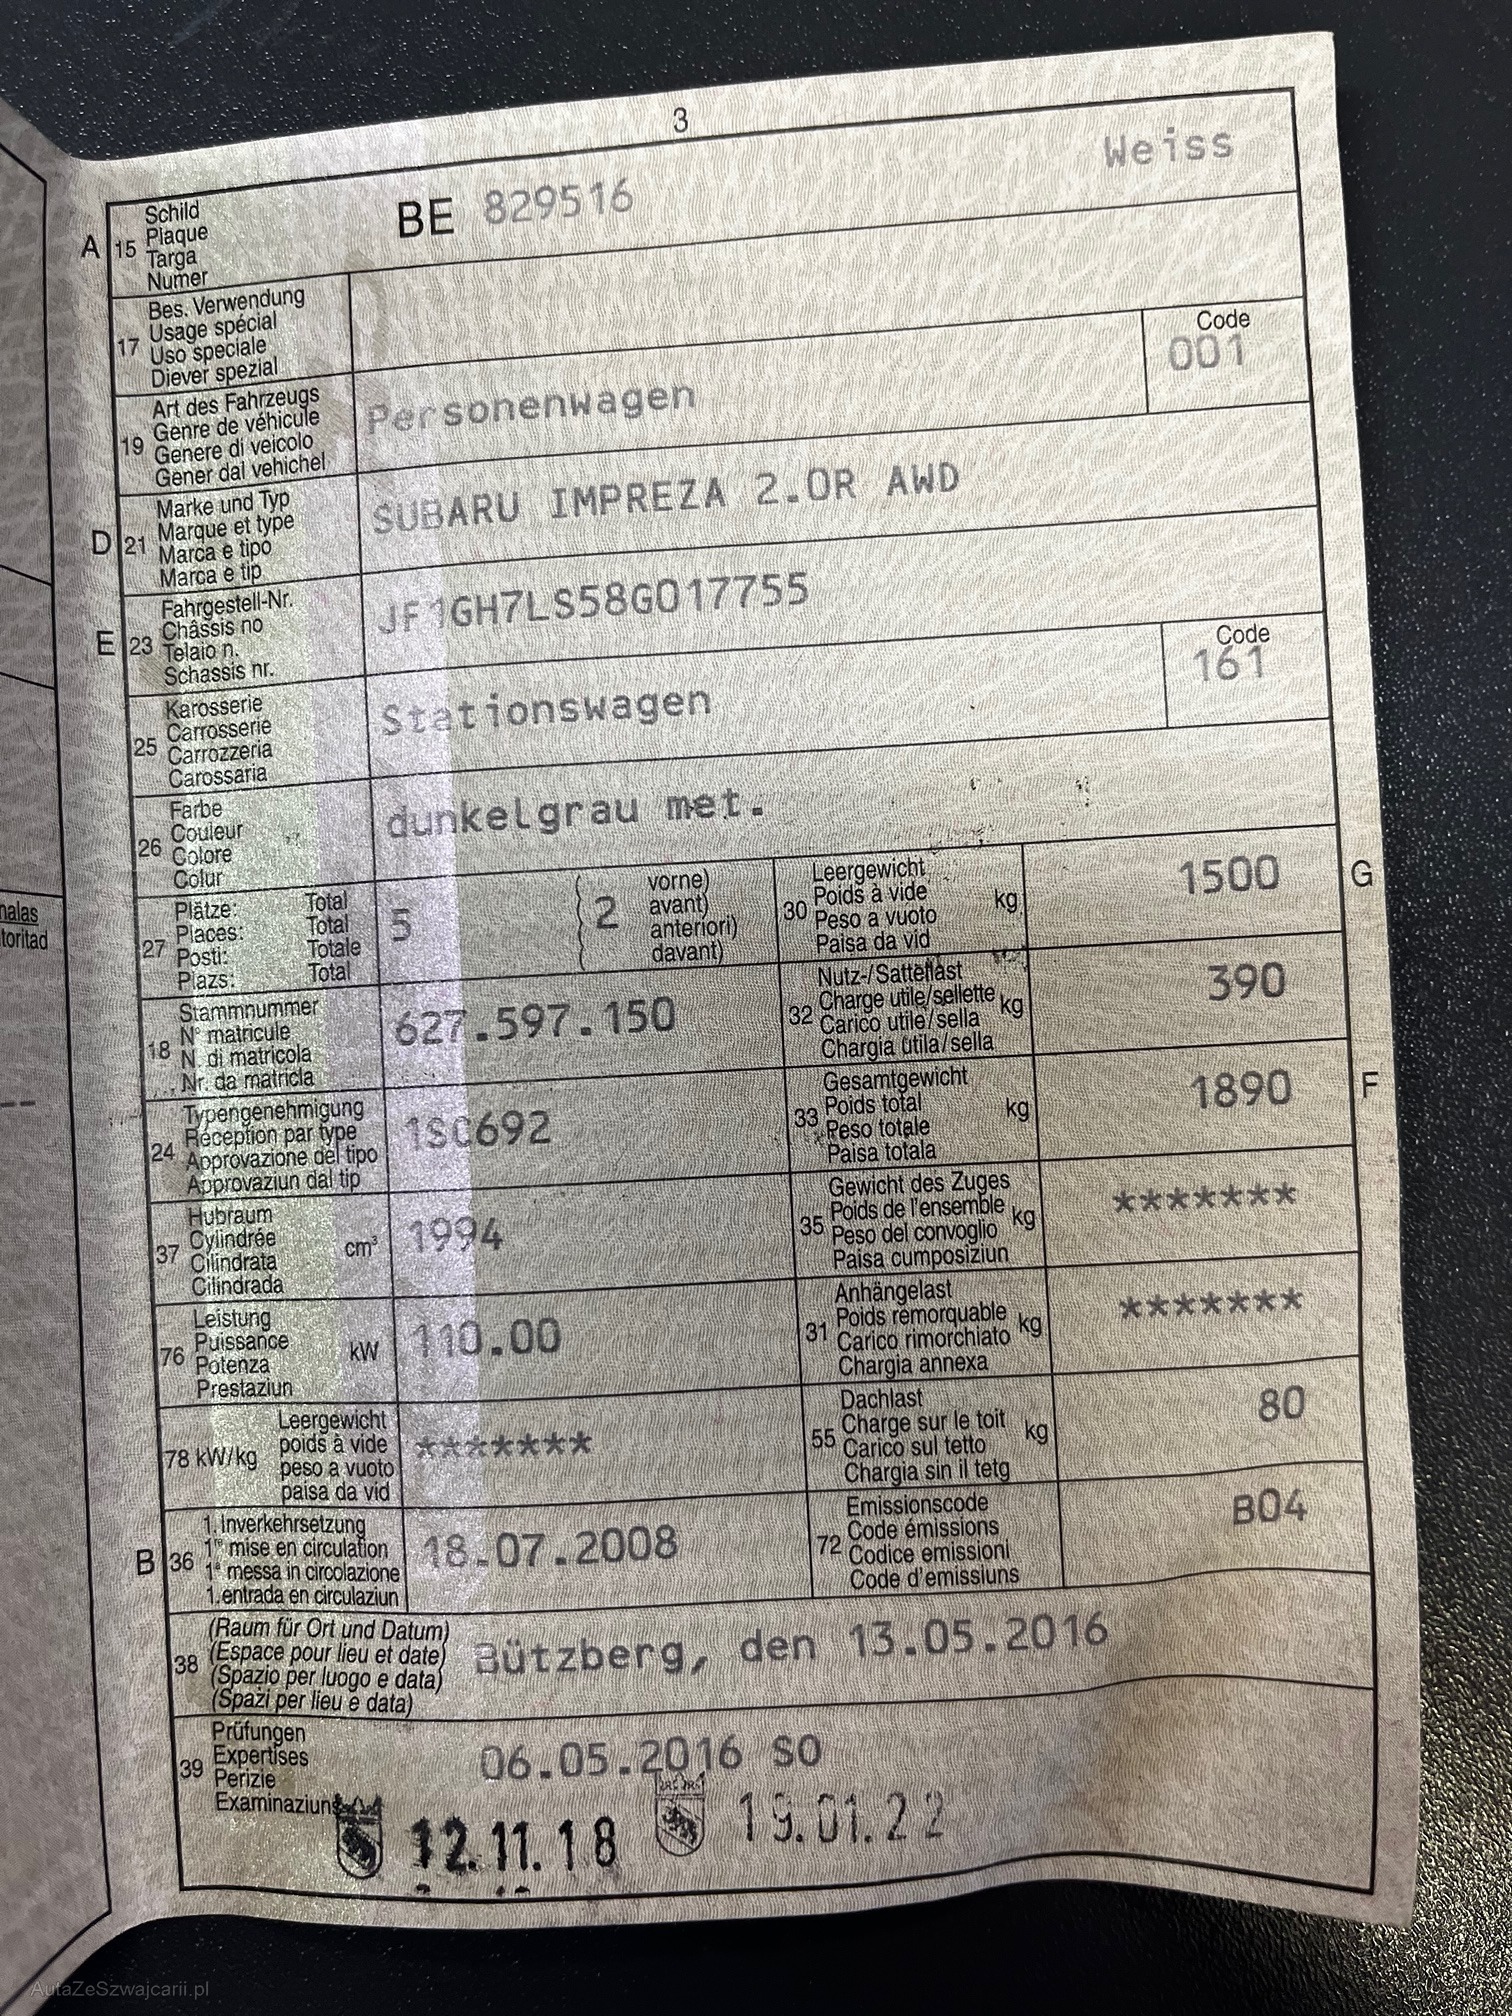 3
A 15 Schild
Plaque
Targa
Numer
BE 829516 Weiss
17 Bes. Verwendung
Usage spécial
Uso speciale
Diever spezial
19 Art des Fahrzeugs
Genre de véhicule
Genere di veicolo
Gener dal vehichel
Personenwagen
Code
001
D 21 Marke und Typ
Marque et type
Marca e tipo
Marca e tip
SUBARU IMPREZA 2.0R AWD
E 23 Fahrgestell-Nr.
Châssis no
Telaio n.
Schassis nr.
JF1GH7LS58G017755
25 Karosserie
Carrosserie
Carrozzeria
Carossaria
Stationswagen
Code
161
26 Farbe
Couleur
Colore
Colur
dunkelgrau met.
27 Plätze: Total
Places: Total
Posti: Totale
Plazs: Total
5
2
vorne)
avant)
anteriori)
davant)
30 Leergewicht
Poids à vide
Peso a vuoto
Paisa da vid
kg
1500
G
18 Stammnummer
N° matricule
N. di matricola
Nr. da matricla
627.597.150
32 Nutz-/Sattellast
Charge utile/sellette
Carico utile/sella
Chargia utila/sella
kg
390
24 Typengenehmigung
Réception par type
Approvazione del tipo
Approvaziun dal tip
1SC692
33 Gesamtgewicht
Poids total
Peso totale
Paisa totala
kg
1890
F
37 Hubraum
Cylindrée
Cilindrata
Cilindrada
cm³
1994
35 Gewicht des Zuges
Poids de l'ensemble
Peso del convoglio
Paisa cumposiziun
kg
*******
76 Leistung
Puissance
Potenza
Prestaziun
kW
110.00
31 Anhängelast
Poids remorquable
Carico rimorchiato
Chargia annexa
kg
*******
78 kW/kg
Leergewicht
poids à vide
peso a vuoto
paisa da vid
*******
55 Dachlast
Charge sur le toit
Carico sul tetto
Chargia sin il tetg
kg
80
B 36 1. Inverkehrsetzung
1re mise en circulation
1a messa in circolazione
1. entrada en circulaziun
18.07.2008
72 Emissionscode
Code émissions
Codice emissioni
Code d'emissiuns
B04
38 (Raum für Ort und Datum)
(Espace pour lieu et date)
(Spazio per luogo e data)
(Spazi per lieu e data)
Bützberg, den 13.05.2016
39 Prüfungen
Expertises
Perizie
Examinaziuns
06.05.2016 SO
12.11.18
19.01.22
nalas
toritad
--
AutaZeSzwajcarii.pl